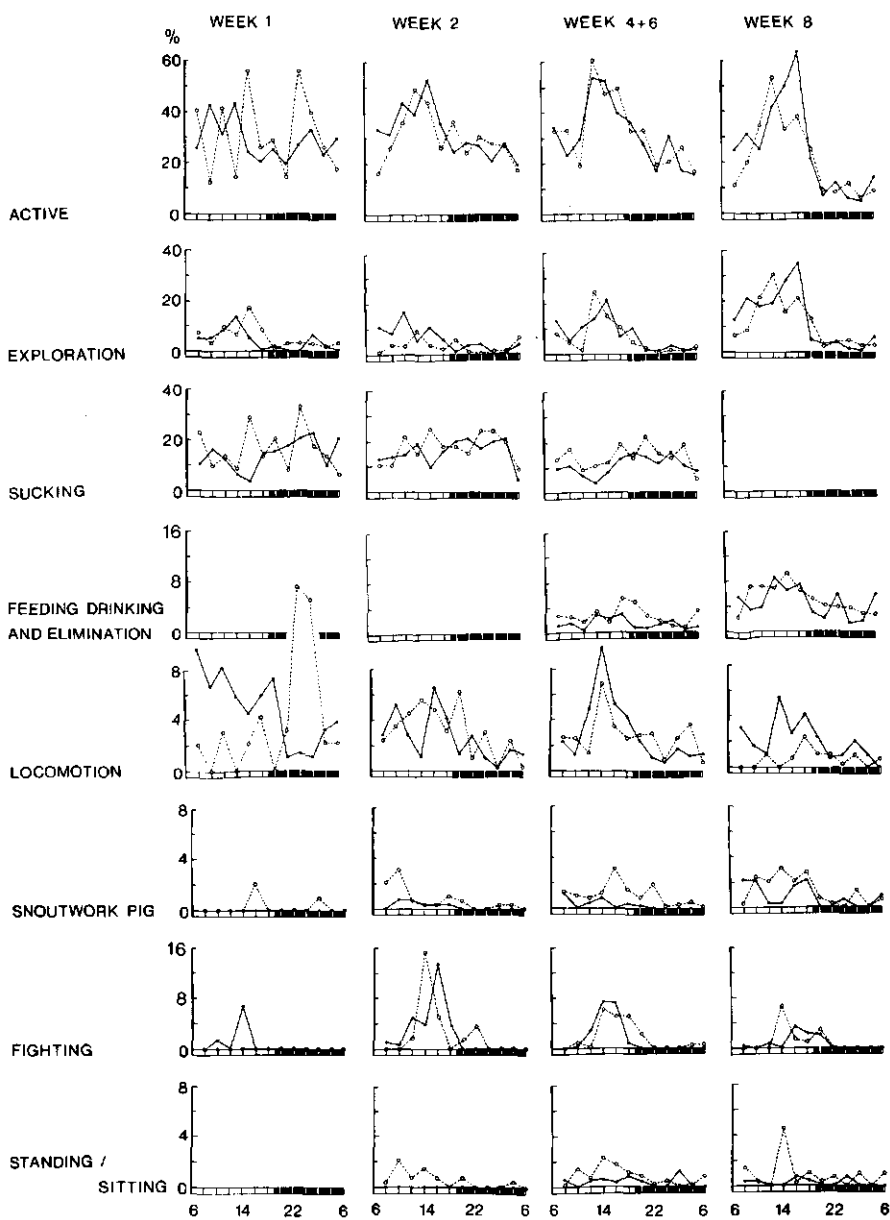 WEEK 1 WEEK 2 WEEK 4+6 WEEK 8
%
60
40
20
0
ACTIVE
40
20
0
EXPLORATION
40
20
0
SUCKING
16
8
0
FEEDING DRINKING
AND ELIMINATION
8
4
0
LOCOMOTION
8
4
0
SNOUTWORK PIG
16
8
0
FIGHTING
8
4
0
STANDING /
SITTING
6 14 22 6 6 14 22 6 6 14 22 6 6 14 22 6